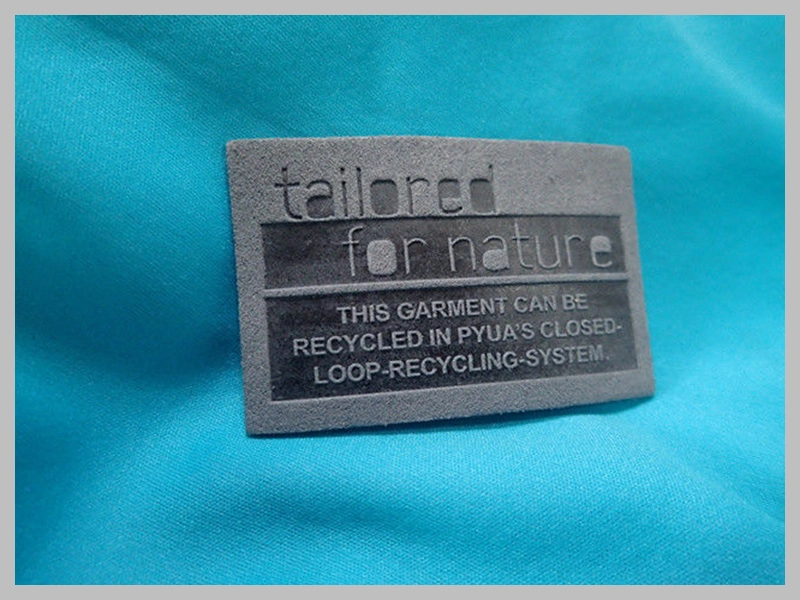 tailored
for nature
THIS GARMENT CAN BE
RECYCLED IN PYUA'S CLOSED-
LOOP-RECYCLING-SYSTEM.